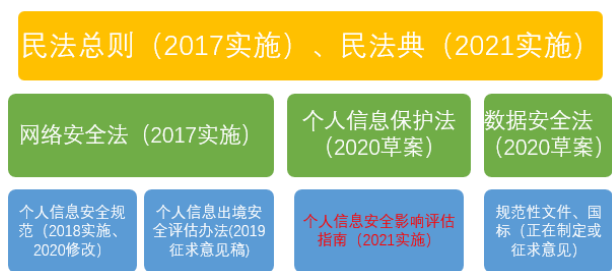 民法总则（2017实施）、民法典（2021实施）
网络安全法（2017实施）
个人信息保护法
（2020草案）
数据安全法
（2020草案）
个人信息安全规
范（2018实施、
2020修改）
个人信息出境安
全评估办法(2019
征求意见稿)
个人信息安全影响评估
指南（2021实施）
规范性文件、国
标（正在制定或
征求意见）